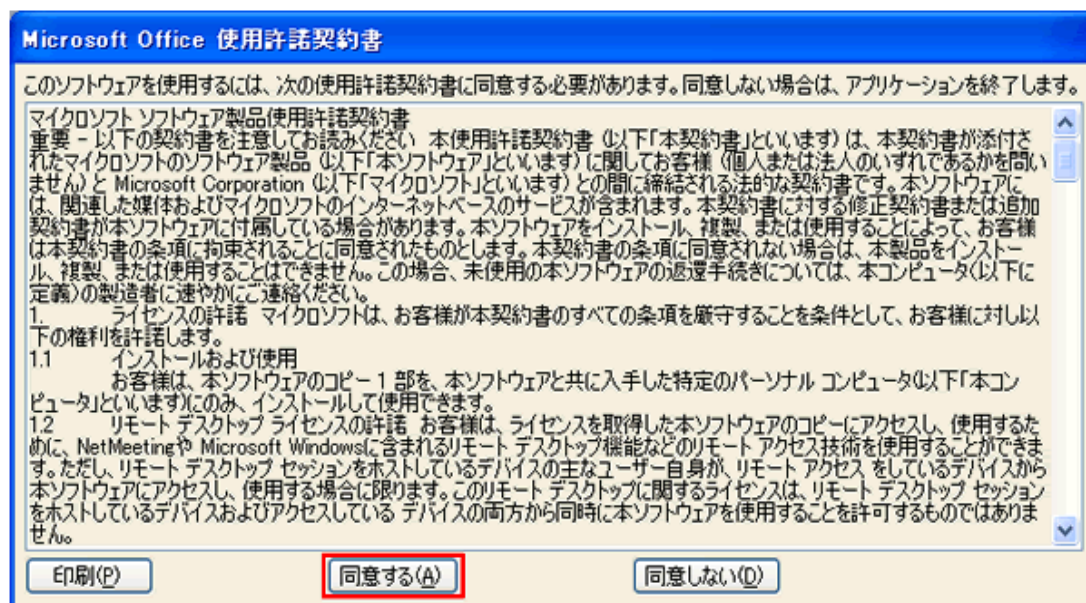 Microsoft Office 使用許諾契約書
このソフトウェアを使用するには、次の使用許諾契約書に同意する必要があります。同意しない場合は、アプリケーションを終了します。
マイクロソフト ソフトウェア製品使用許諾契約書
重要 - 以下の契約書を注意してお読みください 本使用許諾契約書 (以下「本契約書」といいます) は、本契約書が添付さ
れたマイクロソフトのソフトウェア製品 (以下「本ソフトウェア」といいます) に関してお客様 (個人または法人のいずれであるかを問い
ません) と Microsoft Corporation (以下「マイクロソフト」といいます) との間に締結される法的な契約書です。本ソフトウェアに
は、関連した媒体およびマイクロソフトのインターネットベースのサービスが含まれます。本契約書に対する修正契約書または追加
契約書が本ソフトウェアに付属している場合があります。本ソフトウェアをインストール、複製、または使用することによって、お客様
は本契約書の条項に拘束されることに同意されたものとします。本契約書の条項に同意されない場合は、本製品をインストー
ル、複製、または使用することはできません。この場合、未使用の本ソフトウェアの返還手続きについては、本コンピュータ(以下に
定義)の製造者に速やかにご連絡ください。
1. ライセンスの許諾 マイクロソフトは、お客様が本契約書のすべての条項を厳守することを条件として、お客様に対し以
下の権利を許諾します。
1.1 インストールおよび使用
お客様は、本ソフトウェアのコピー 1 部を、本ソフトウェアと共に入手した特定のパーソナル コンピュータ(以下「本コン
ピュータ」といいます)にのみ、インストールして使用できます。
1.2 リモート デスクトップ ライセンスの許諾 お客様は、ライセンスを取得した本ソフトウェアのコピーにアクセスし、使用するた
めに、NetMeetingや Microsoft Windowsに含まれるリモート デスクトップ機能などのリモート アクセス技術を使用することができま
す。ただし、リモート デスクトップ セッションをホストしているデバイスの主なユーザー自身が、リモート アクセス をしているデバイスから
本ソフトウェアにアクセスし、使用する場合に限ります。このリモート デスクトップに関するライセンスは、リモート デスクトップ セッション
をホストしているデバイスおよびアクセスしている デバイスの両方から同時に本ソフトウェアを使用することを許可するものではありま
せん。
印刷(P) 同意する(A) 同意しない(D)